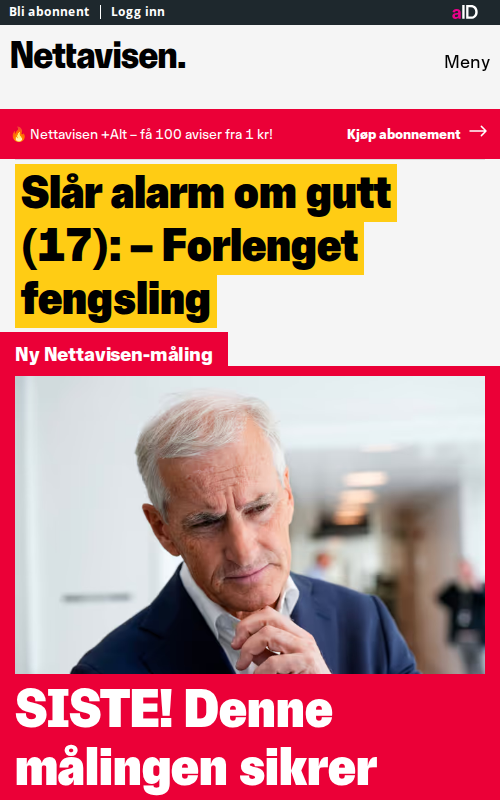 Bli abonnent | Logg inn
aID
Nettavisen.
Meny
🔥 Nettavisen +Alt – få 100 aviser fra 1 kr!
Kjøp abonnement →
Slår alarm om gutt
(17): – Forlenget
fengsling
Ny Nettavisen-måling
SISTE! Denne
målingen sikrer